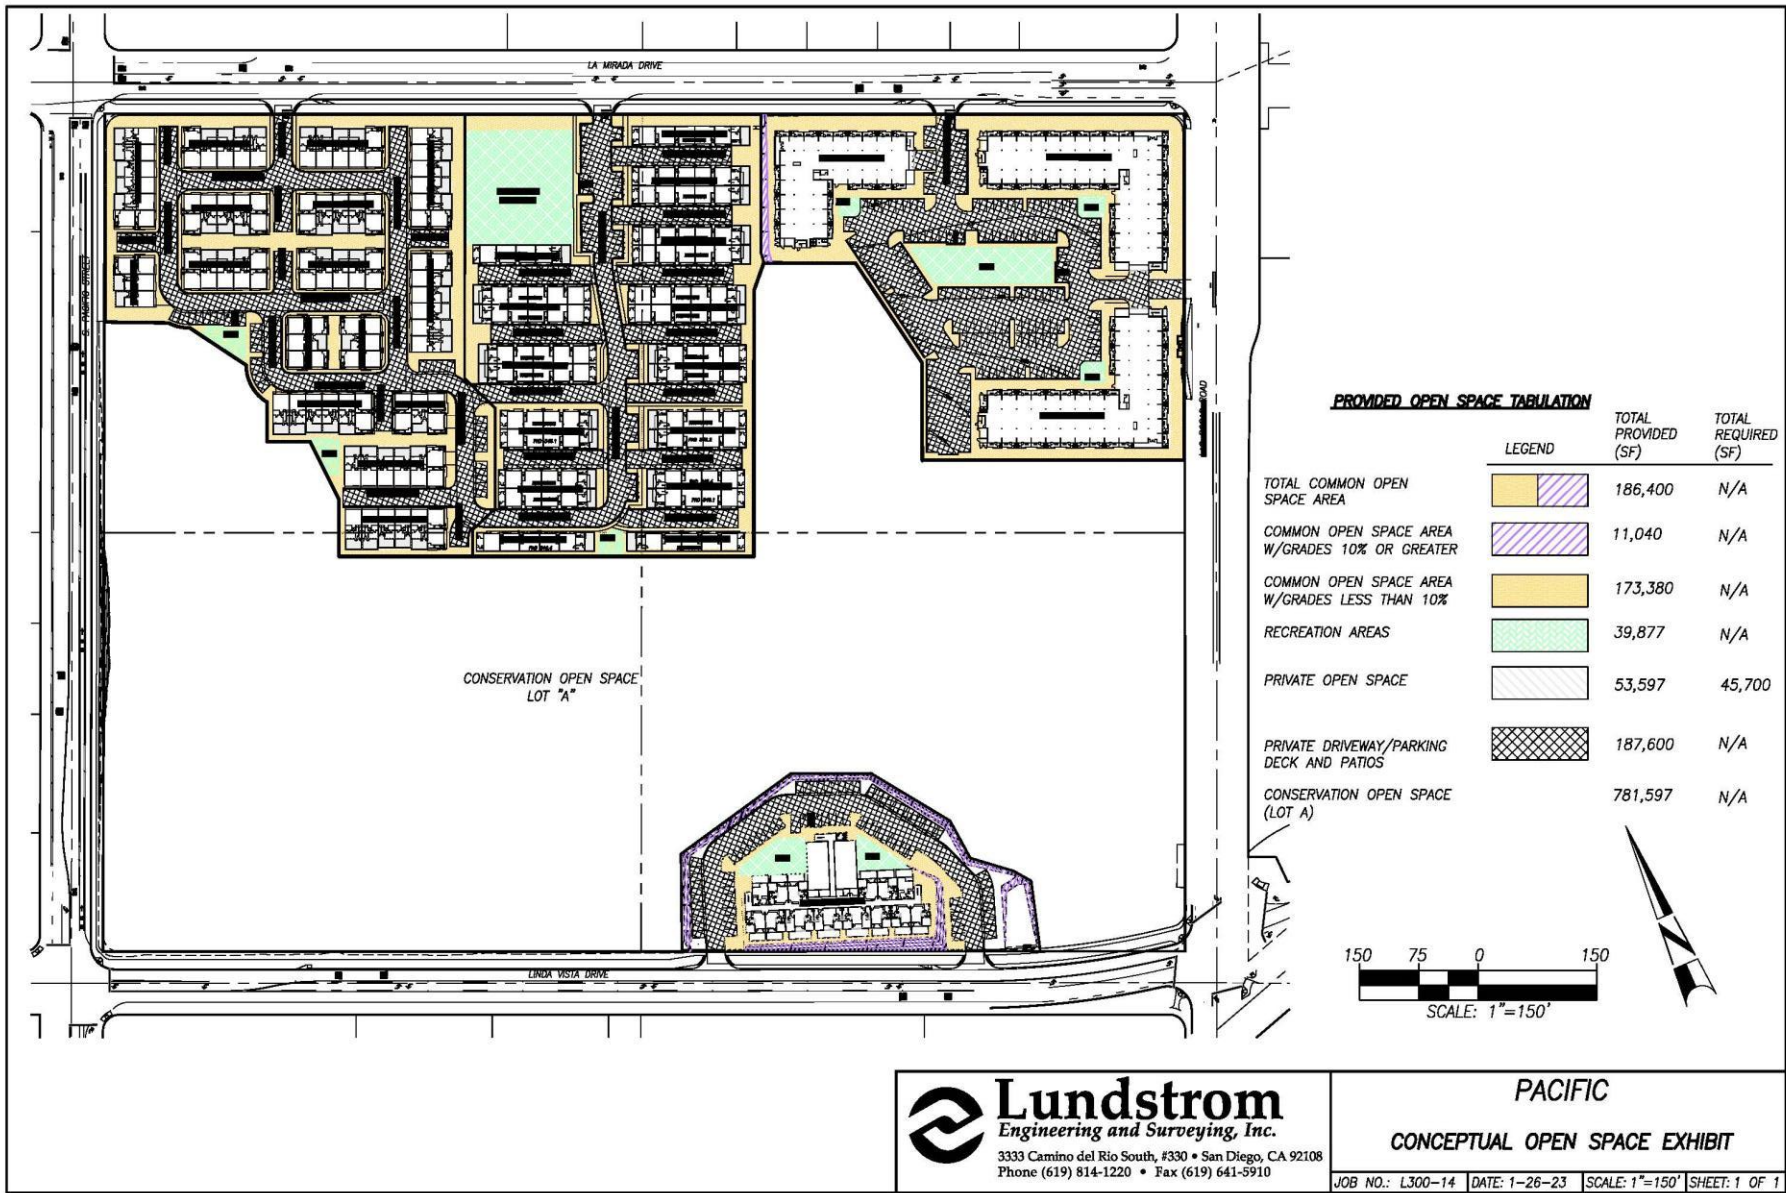 LA MIRADA DRIVE
S. PACIFIC STREET
PROVIDED OPEN SPACE TABULATION
LEGEND
TOTAL
PROVIDED
(SF)
TOTAL
REQUIRED
(SF)
TOTAL COMMON OPEN
SPACE AREA
186,400
N/A
COMMON OPEN SPACE AREA
W/GRADES 10% OR GREATER
11,040
N/A
COMMON OPEN SPACE AREA
W/GRADES LESS THAN 10%
173,380
N/A
RECREATION AREAS
39,877
N/A
PRIVATE OPEN SPACE
53,597
45,700
PRIVATE DRIVEWAY/PARKING
DECK AND PATIOS
187,600
N/A
CONSERVATION OPEN SPACE
(LOT A)
781,597
N/A
CONSERVATION OPEN SPACE
LOT "A"
LINDA VISTA DRIVE
150 75 0 150
SCALE: 1"=150'
Lundstrom
Engineering and Surveying, Inc.
3333 Camino del Rio South, #330 • San Diego, CA 92108
Phone (619) 814-1220 • Fax (619) 641-5910
PACIFIC
CONCEPTUAL OPEN SPACE EXHIBIT
JOB NO.: L300-14 DATE: 1-26-23 SCALE: 1"=150' SHEET: 1 OF 1